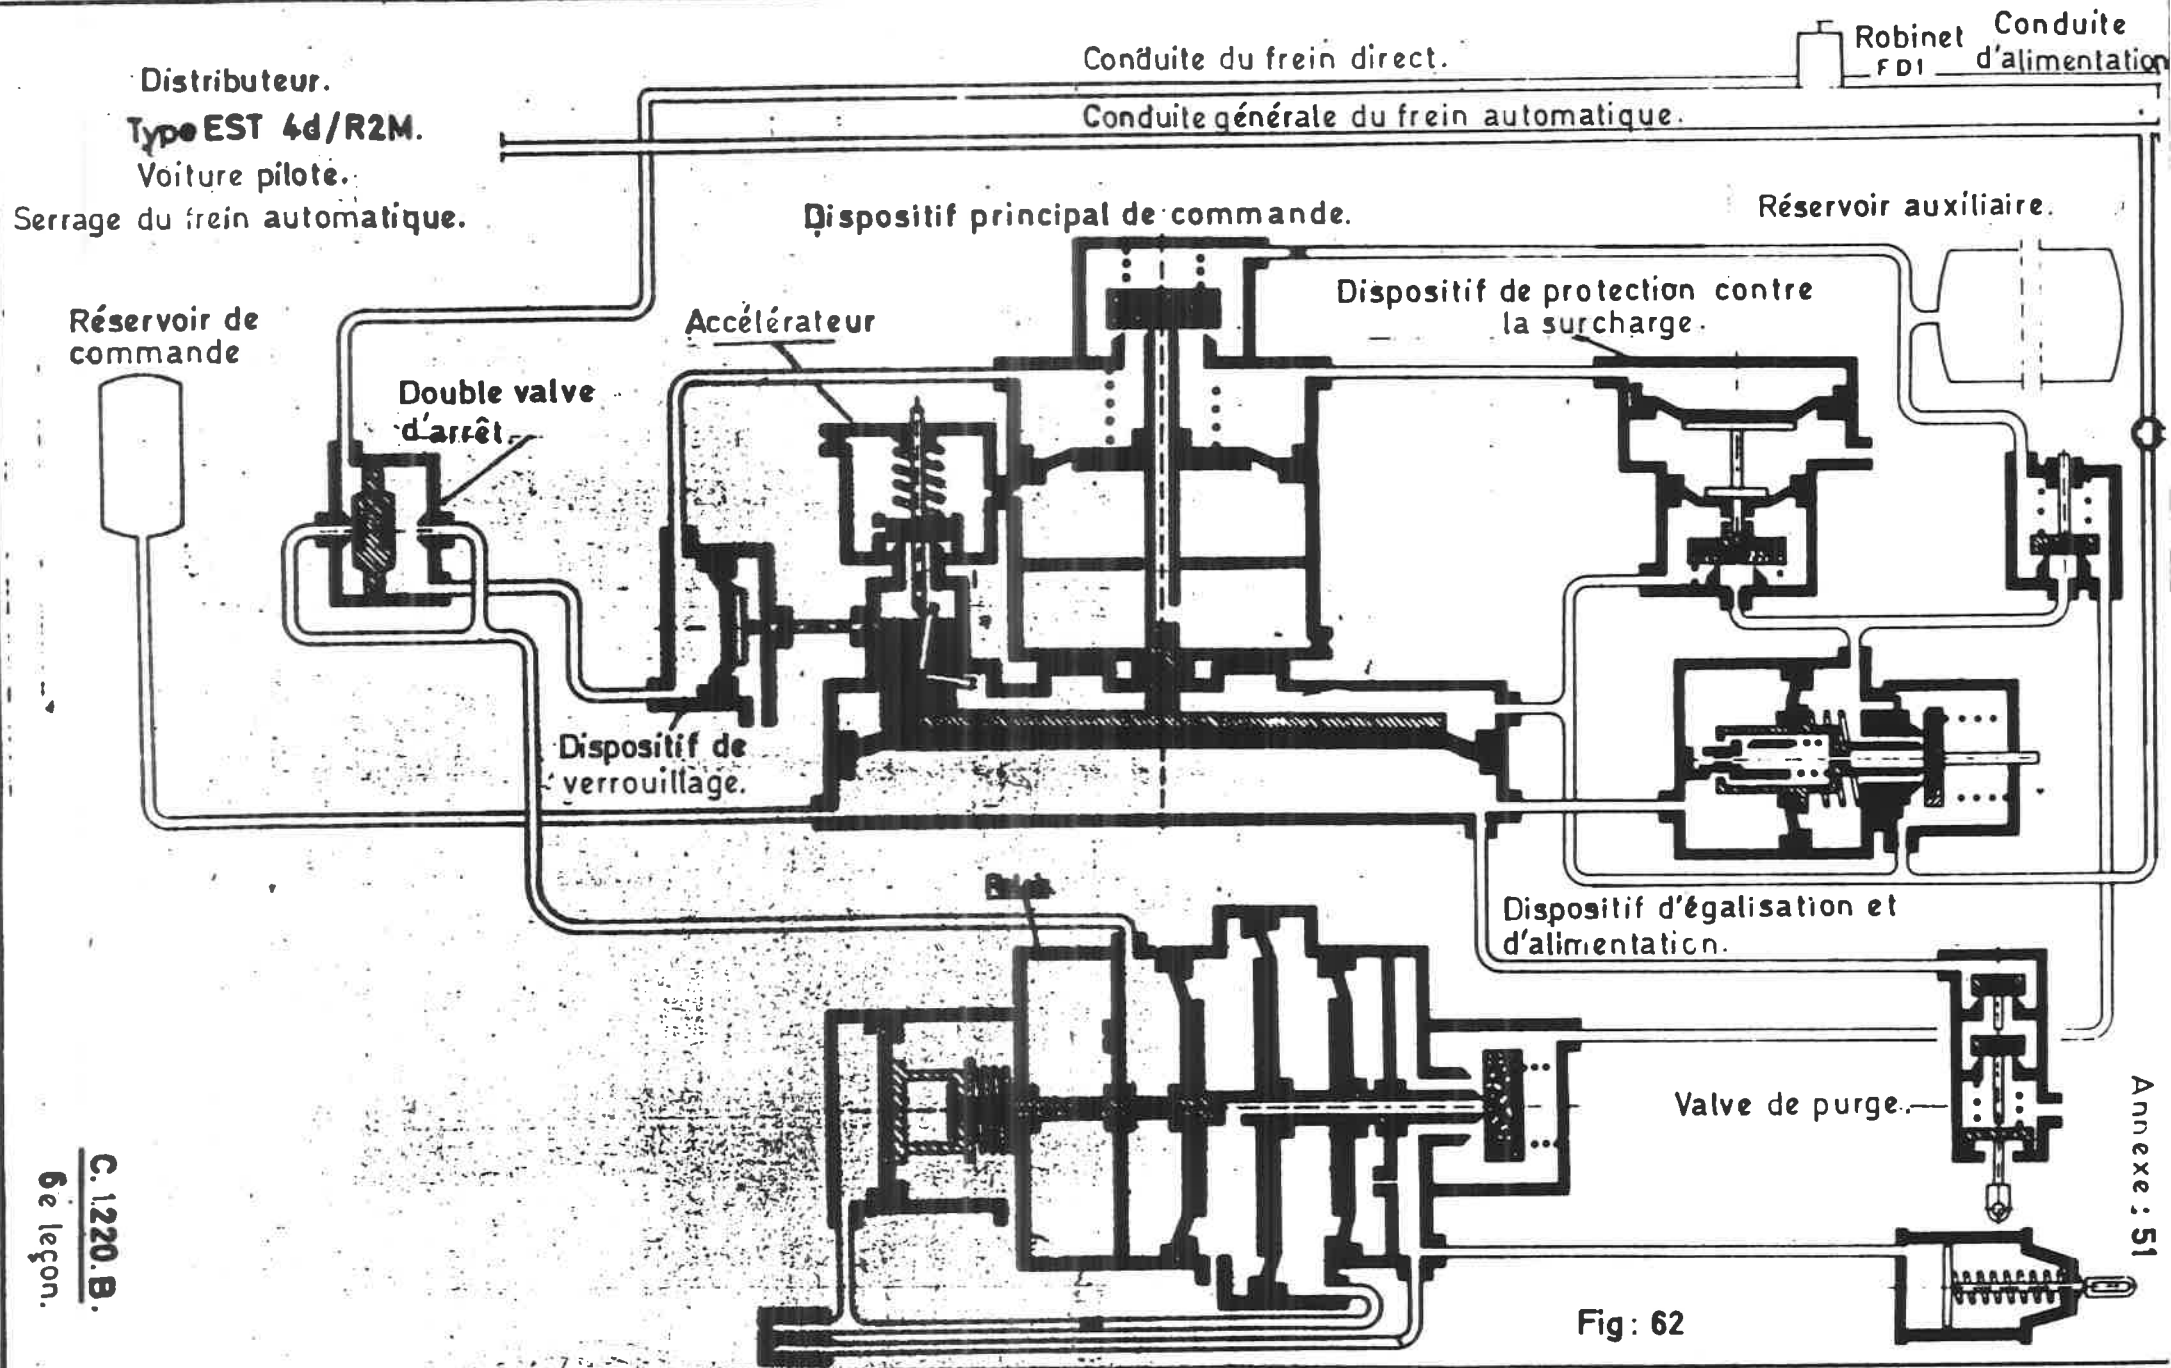 Distributeur.
Type EST 4d/R2M.
Voiture pilote.
Serrage du frein automatique.
Conduite du frein direct.
Robinet
FD1
Conduite
d'alimentation
Conduite générale du frein automatique.
Dispositif principal de commande.
Réservoir auxiliaire.
Réservoir de
commande
Accélérateur
Dispositif de protection contre
la surcharge.
Double valve
d'arrêt.
Dispositif de
verrouillage.
Dispositif d'égalisation et
d'alimentation.
Valve de purge.
Annexe : 51
C. 1.220. B.
6e leçon.
Fig : 62